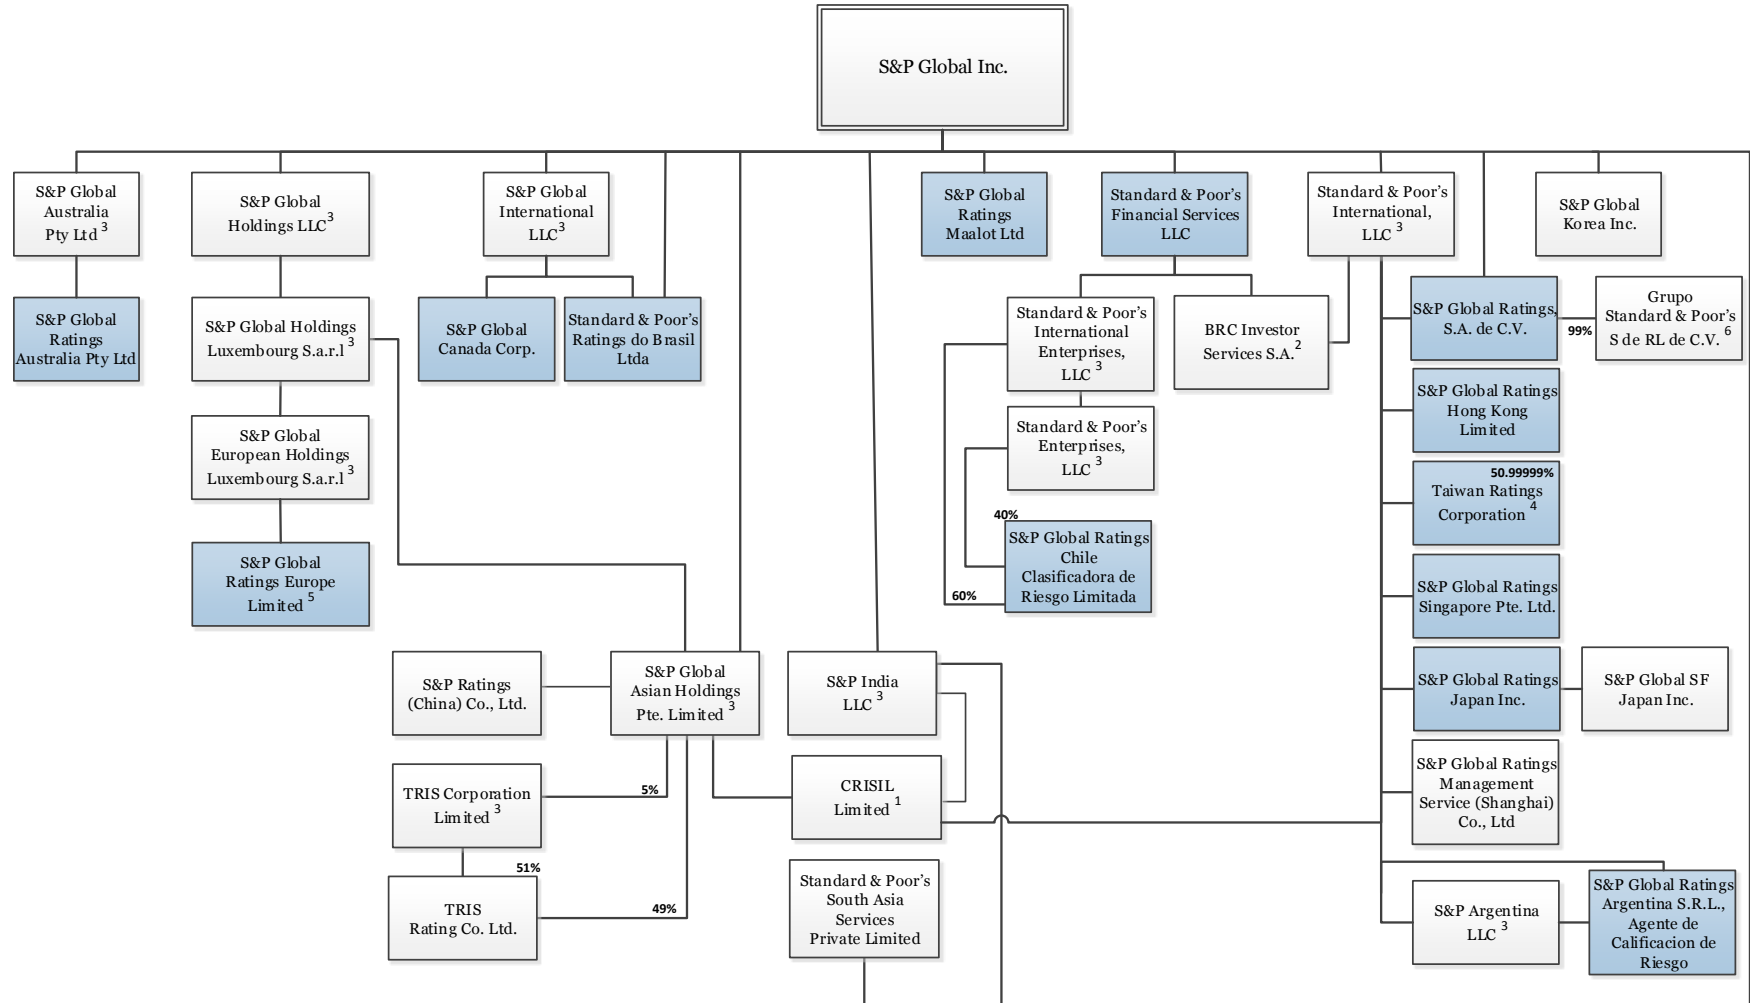 S&P Global Inc.
S&P Global
Australia
Pty Ltd 3
S&P Global
Holdings LLC3
S&P Global
International
LLC3
S&P Global
Ratings
Maalot Ltd
Standard & Poor's
Financial Services
LLC
Standard & Poor's
International,
LLC 3
S&P Global
Korea Inc.
S&P Global
Ratings
Australia Pty Ltd
S&P Global Holdings
Luxembourg S.a.r.l 3
S&P Global
Canada Corp.
Standard & Poor's
Ratings do Brasil
Ltda
Standard & Poor's
International
Enterprises,
LLC 3
BRC Investor
Services S.A.2
S&P Global Ratings,
S.A. de C.V.
99%
Grupo
Standard & Poor's
S de RL de C.V. 6
S&P Global Ratings
Hong Kong
Limited
S&P Global
European Holdings
Luxembourg S.a.r.l 3
Standard & Poor's
Enterprises,
LLC 3
50.99999%
Taiwan Ratings
Corporation 4
S&P Global
Ratings Europe
Limited 5
40%
S&P Global Ratings
Chile
Clasificadora de
Riesgo Limitada
60%
S&P Global Ratings
Singapore Pte. Ltd.
S&P Ratings
(China) Co., Ltd.
S&P Global
Asian Holdings
Pte. Limited 3
S&P India
LLC 3
S&P Global Ratings
Japan Inc.
S&P Global SF
Japan Inc.
TRIS Corporation
Limited 3
5%
CRISIL
Limited 1
S&P Global Ratings
Management
Service (Shanghai)
Co., Ltd
51%
TRIS
Rating Co. Ltd.
49%
Standard & Poor's
South Asia
Services
Private Limited
S&P Argentina
LLC 3
S&P Global Ratings
Argentina S.R.L.,
Agente de
Calificacion de
Riesgo